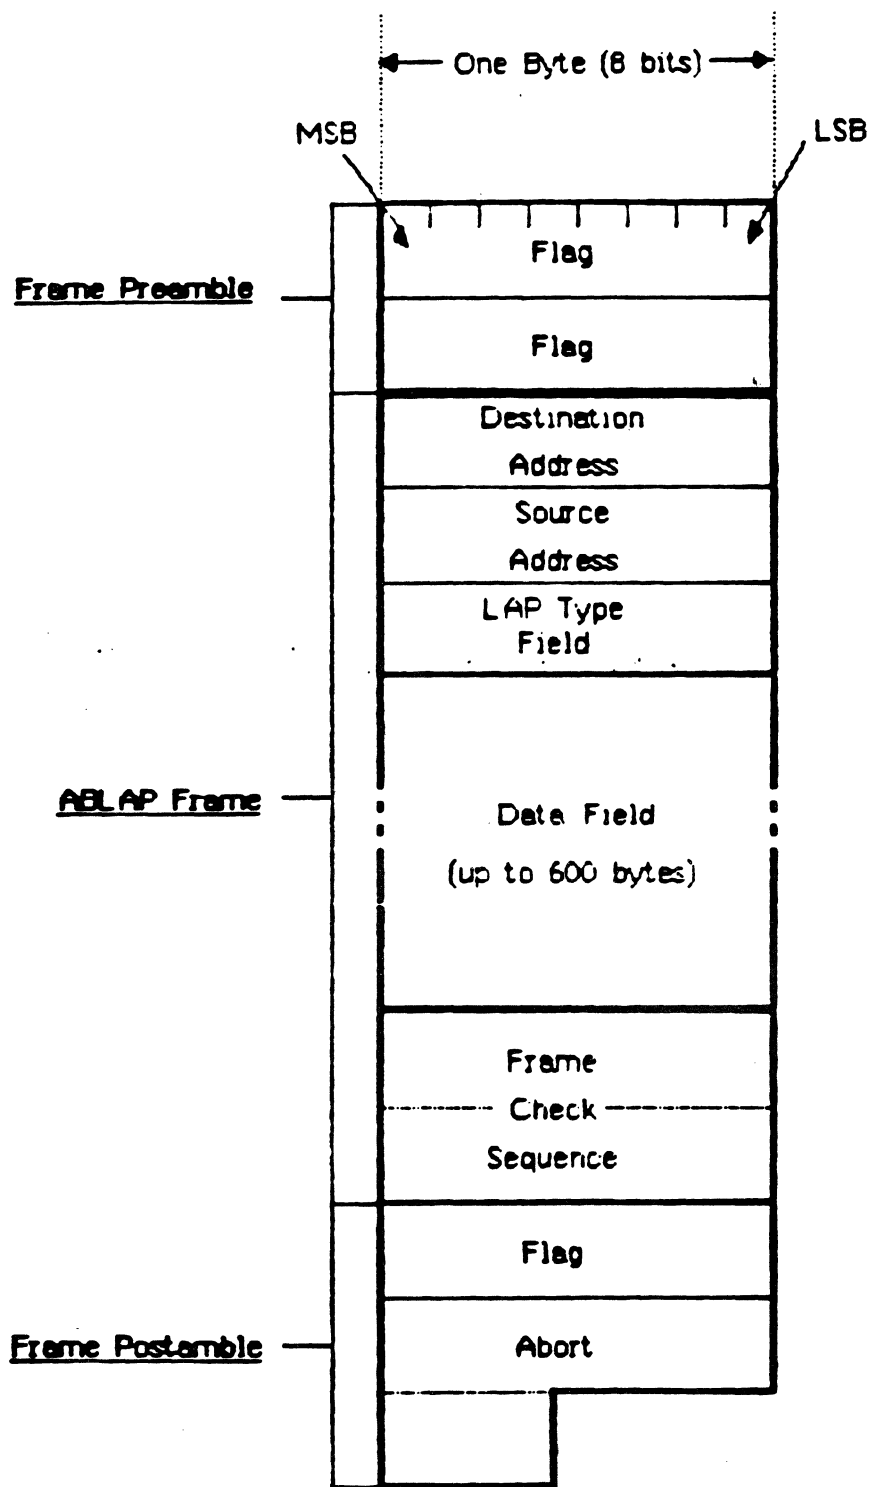 One Byte (8 bits)
MSB
LSB
Flag
Frame Preamble
Flag
Destination
Address
Source
Address
LAP Type
Field
ABLAP Frame
Data Field
(up to 600 bytes)
Frame
Check
Sequence
Flag
Frame Postamble
Abort